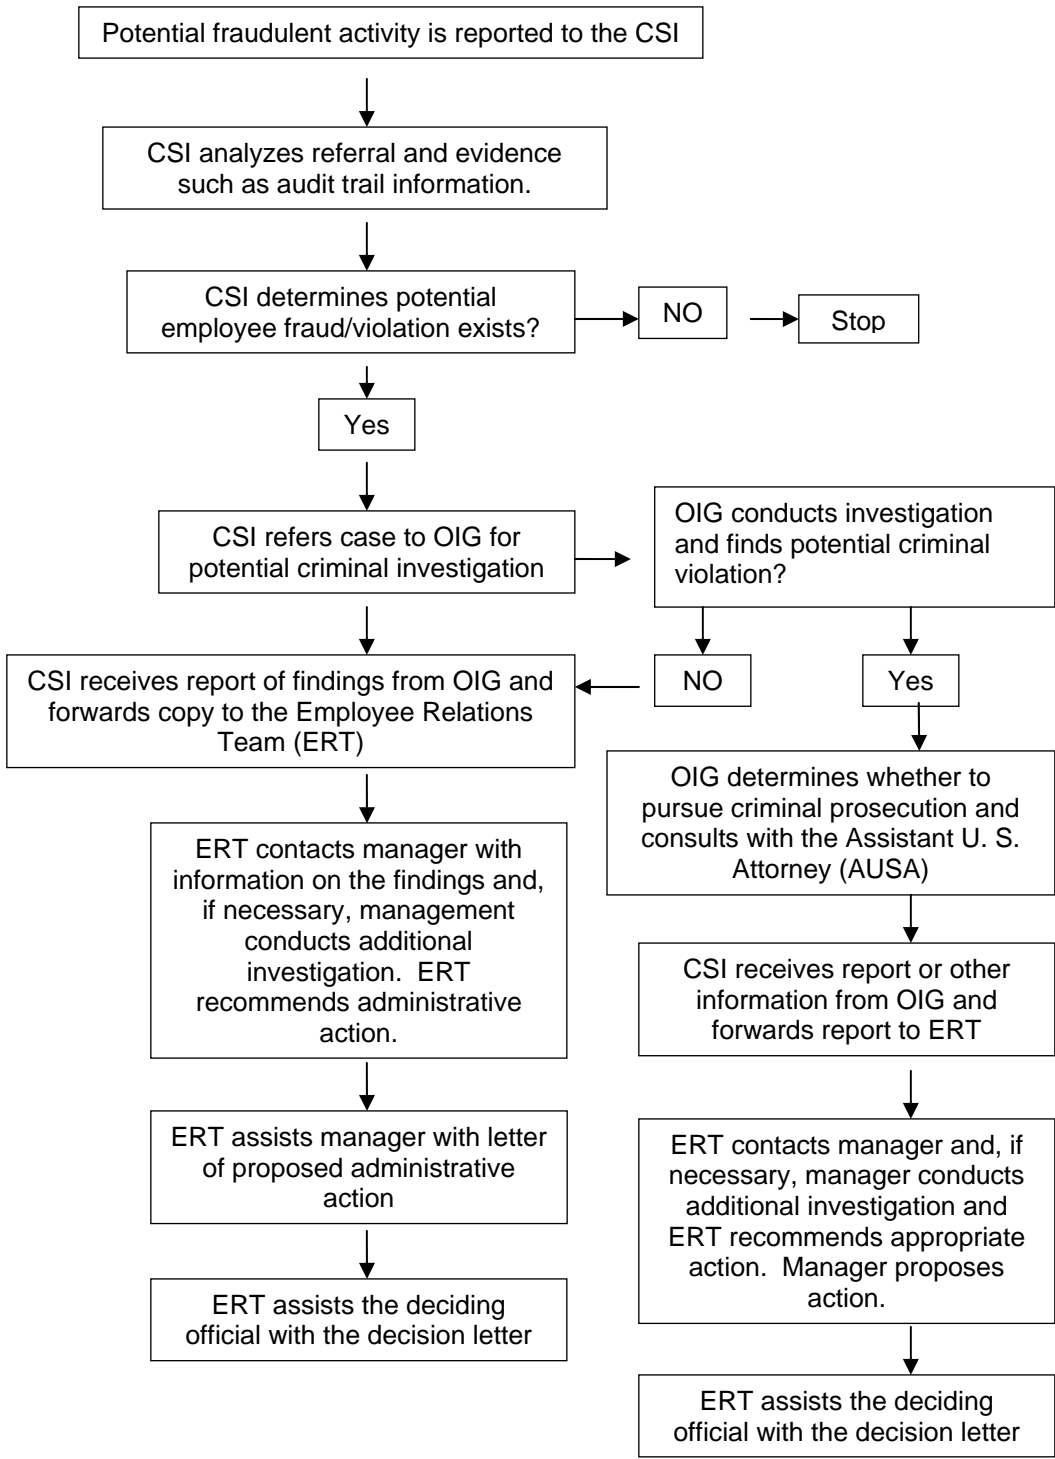 Potential fraudulent activity is reported to the CSI
CSI analyzes referral and evidence
such as audit trail information.
CSI determines potential
employee fraud/violation exists?
NO
Stop
Yes
CSI refers case to OIG for
potential criminal investigation
OIG conducts investigation
and finds potential criminal
violation?
NO
Yes
CSI receives report of findings from OIG and
forwards copy to the Employee Relations
Team (ERT)
ERT contacts manager with
information on the findings and,
if necessary, management
conducts additional
investigation.  ERT
recommends administrative
action.
ERT assists manager with letter
of proposed administrative
action
ERT assists the deciding
official with the decision letter
OIG determines whether to
pursue criminal prosecution and
consults with the Assistant U. S.
Attorney (AUSA)
CSI receives report or other
information from OIG and
forwards report to ERT
ERT contacts manager and, if
necessary, manager conducts
additional investigation and
ERT recommends appropriate
action.  Manager proposes
action.
ERT assists the deciding
official with the decision letter